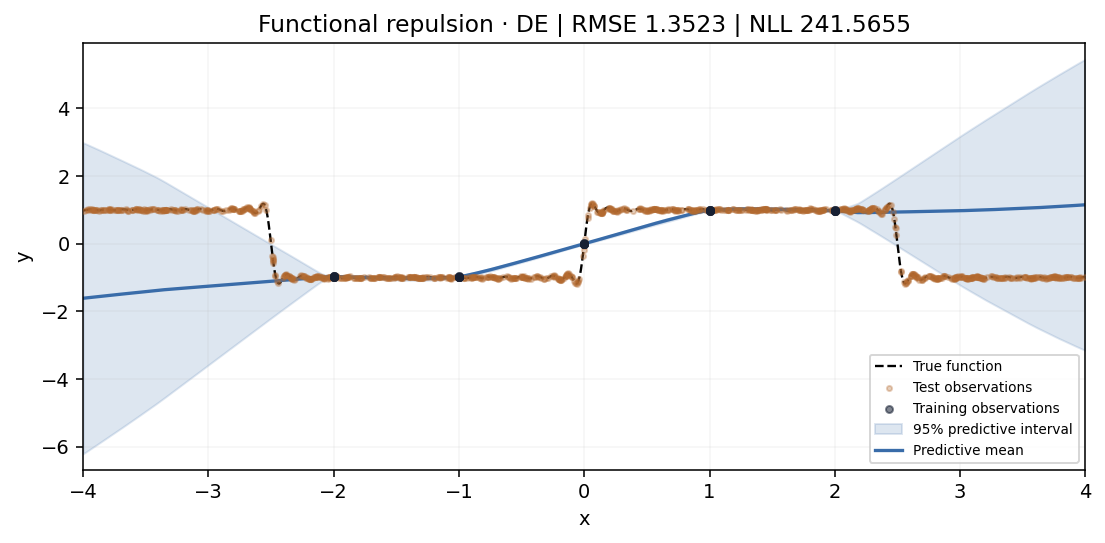 Functional repulsion · DE | RMSE 1.3523 | NLL 241.5655
y
4
2
0
−2
−4
−6
True function
Test observations
Training observations
95% predictive interval
Predictive mean
−4 −3 −2 −1 0 1 2 3 4
x